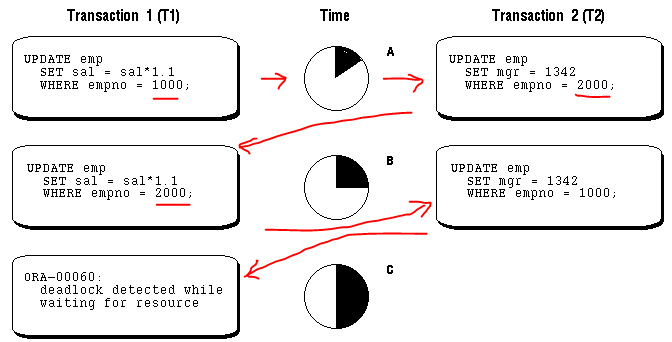 Transaction 1 (T1) Time Transaction 2 (T2)
A
UPDATE emp
SET sal = sal*1.1
WHERE empno = 1000;
UPDATE emp
SET mgr = 1342
WHERE empno = 2000;
B
UPDATE emp
SET sal = sal*1.1
WHERE empno = 2000;
UPDATE emp
SET mgr = 1342
WHERE empno = 1000;
C
ORA-00060:
deadlock detected while
waiting for resource